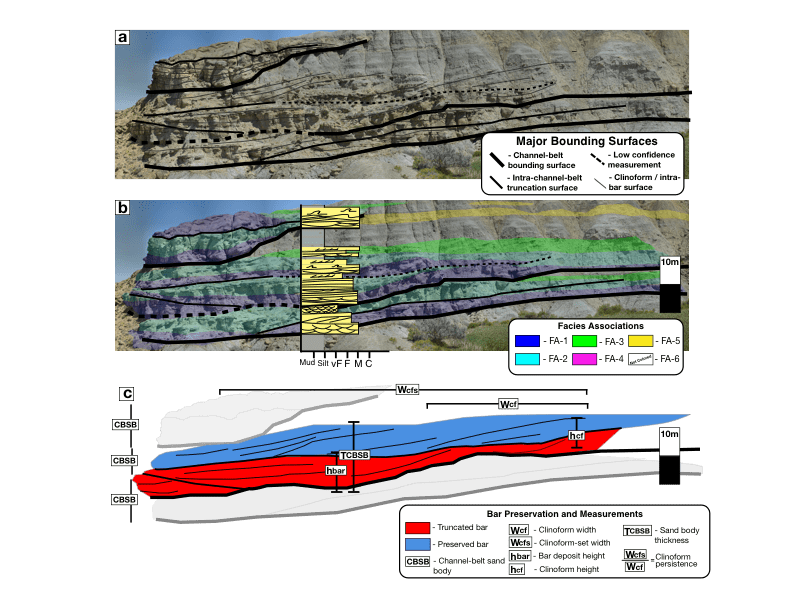 a
Major Bounding Surfaces
- Channel-belt bounding surface
- Low confidence measurement
- Intra-channel-belt truncation surface
- Clinoform / intra-bar surface
b
10m
Mud Silt vF F M C
Facies Associations
- FA-1
- FA-3
- FA-5
- FA-2
- FA-4
Not Colored - FA-6
c
Wcfs
Wcf
CBSB
hcf
10m
TCBSB
CBSB
hbar
CBSB
Bar Preservation and Measurements
- Truncated bar
Wcf - Clinoform width
TCBSB - Sand body thickness
- Preserved bar
Wcfs - Clinoform-set width
hbar - Bar deposit height
CBSB - Channel-belt sand body
hcf - Clinoform height
Wcfs
Wcf
= Clinoform persistence